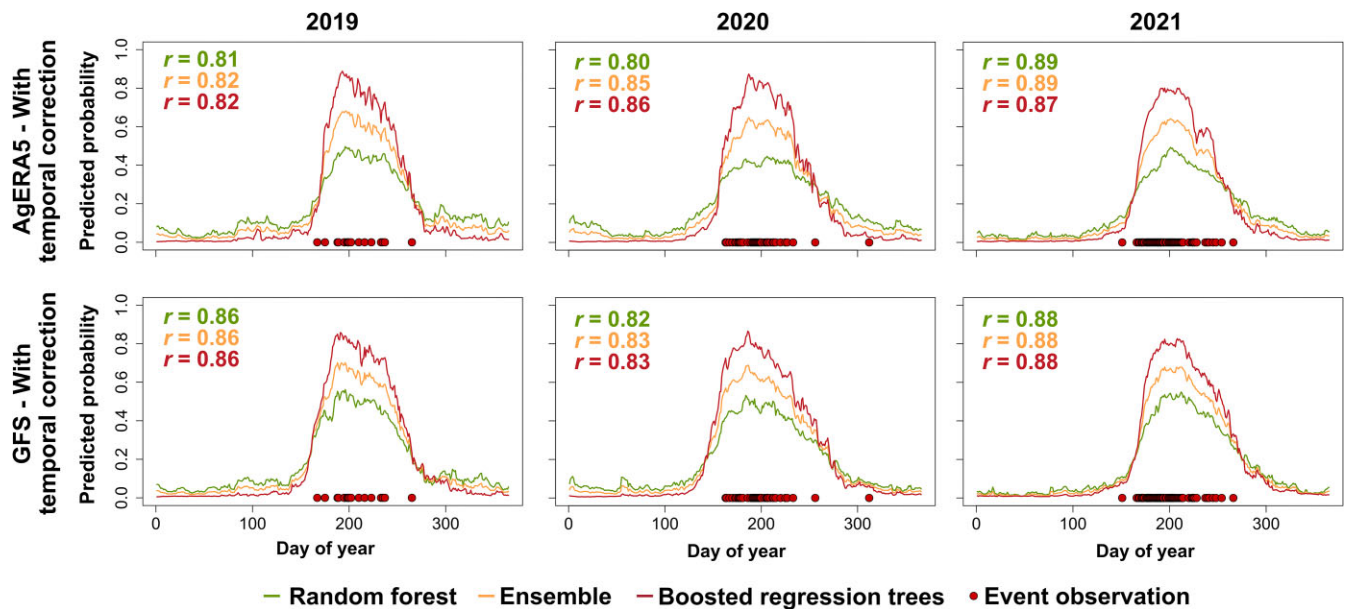 2019
2020
2021
AgERA5 - With
temporal correction
Predicted probability
1.0
0.8
0.6
0.4
0.2
0.0
r = 0.81
r = 0.82
r = 0.82
r = 0.80
r = 0.85
r = 0.86
r = 0.89
r = 0.89
r = 0.87
GFS - With
temporal correction
Predicted probability
1.0
0.8
0.6
0.4
0.2
0.0
r = 0.86
r = 0.86
r = 0.86
r = 0.82
r = 0.83
r = 0.83
r = 0.88
r = 0.88
r = 0.88
0 100 200 300
0 100 200 300
0 100 200 300
Day of year
Day of year
Day of year
Random forest Ensemble Boosted regression trees Event observation